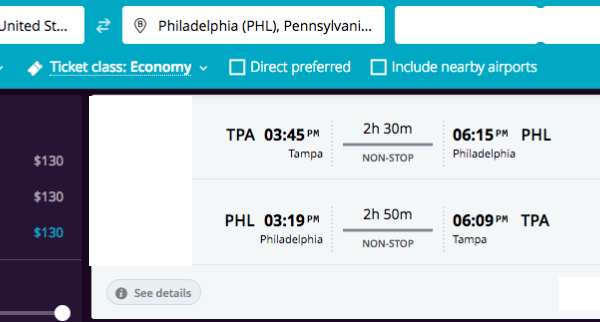 United St...
B Philadelphia (PHL), Pennsylvani...
Ticket class: Economy
Direct preferred
Include nearby airports
$130
$130
$130
TPA 03:45 PM 2h 30m 06:15 PM PHL
Tampa NON-STOP Philadelphia
PHL 03:19 PM 2h 50m 06:09 PM TPA
Philadelphia NON-STOP Tampa
i See details